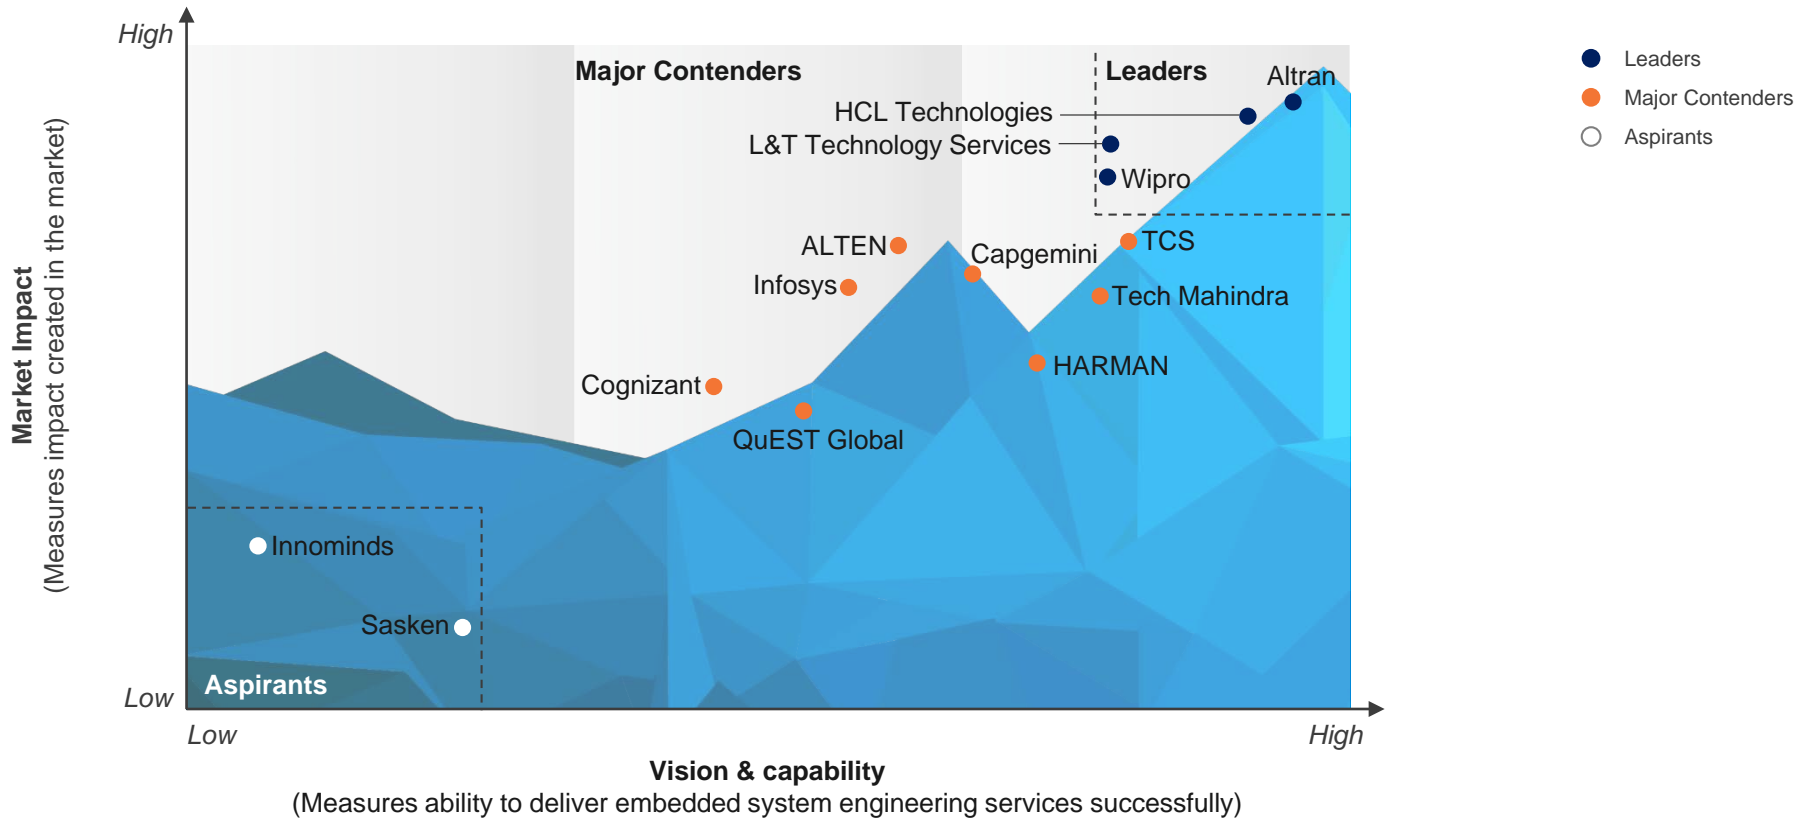 High
Major Contenders
Leaders
Altran
HCL Technologies
L&T Technology Services
Wipro
ALTEN
TCS
Capgemini
Infosys
Tech Mahindra
HARMAN
Cognizant
QuEST Global
Innominds
Sasken
Aspirants
Low
Low
High
Market Impact
(Measures impact created in the market)
Vision & capability
(Measures ability to deliver embedded system engineering services successfully)
Leaders
Major Contenders
Aspirants